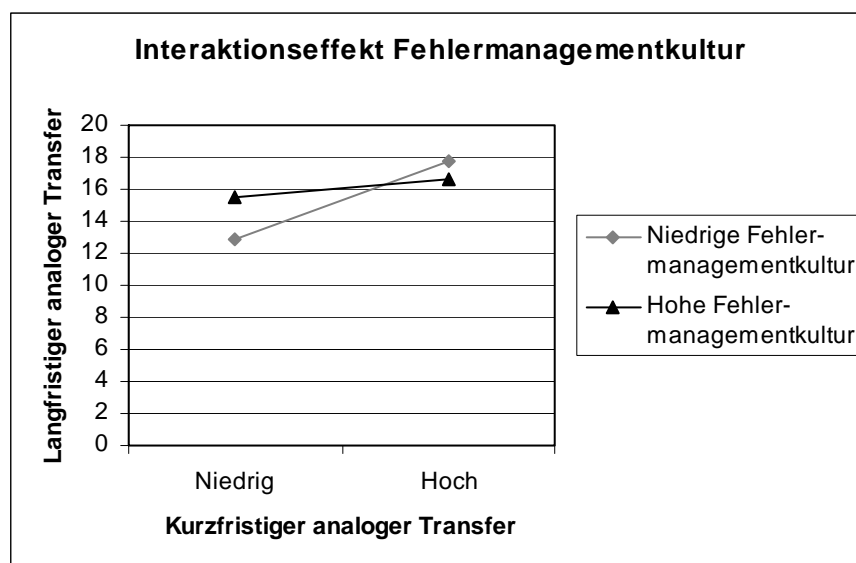 Interaktionseffekt Fehlermanagementkultur
Langfristiger analoger Transfer
20
18
16
14
12
10
8
6
4
2
0
Niedrig Hoch
Kurzfristiger analoger Transfer
Niedrige Fehler-
managementkultur
Hohe Fehler-
managementkultur